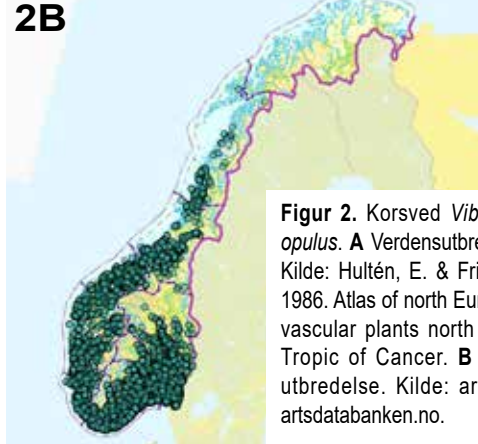 2B
Figur 2. Korsved Vib
opulus. A Verdensutbre
Kilde: Hultén, E. & Fri
1986. Atlas of north Eur
vascular plants north
Tropic of Cancer. B
utbredelse. Kilde: ar
artsdatabanken.no.